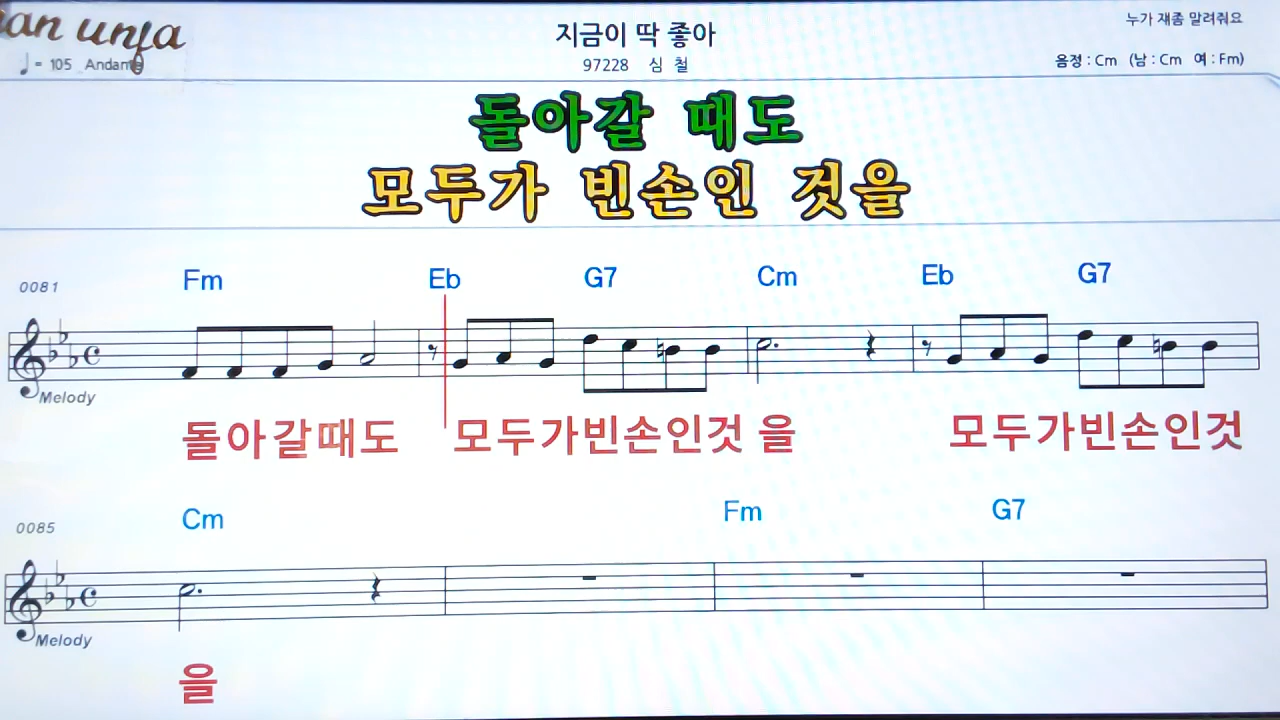 an unja
지금이 딱 좋아
누가 재좀 말려줘요
♩= 105 Andante
97228 심 철
음정 : Cm (남 : Cm 여 : Fm)
돌아갈 때도
모두가 빈손인 것을
0081 Fm Eb G7 Cm Eb G7
Melody
돌아갈때도 모두가빈손인것 을 모두가빈손인것
0085 Cm Fm G7
Melody
을